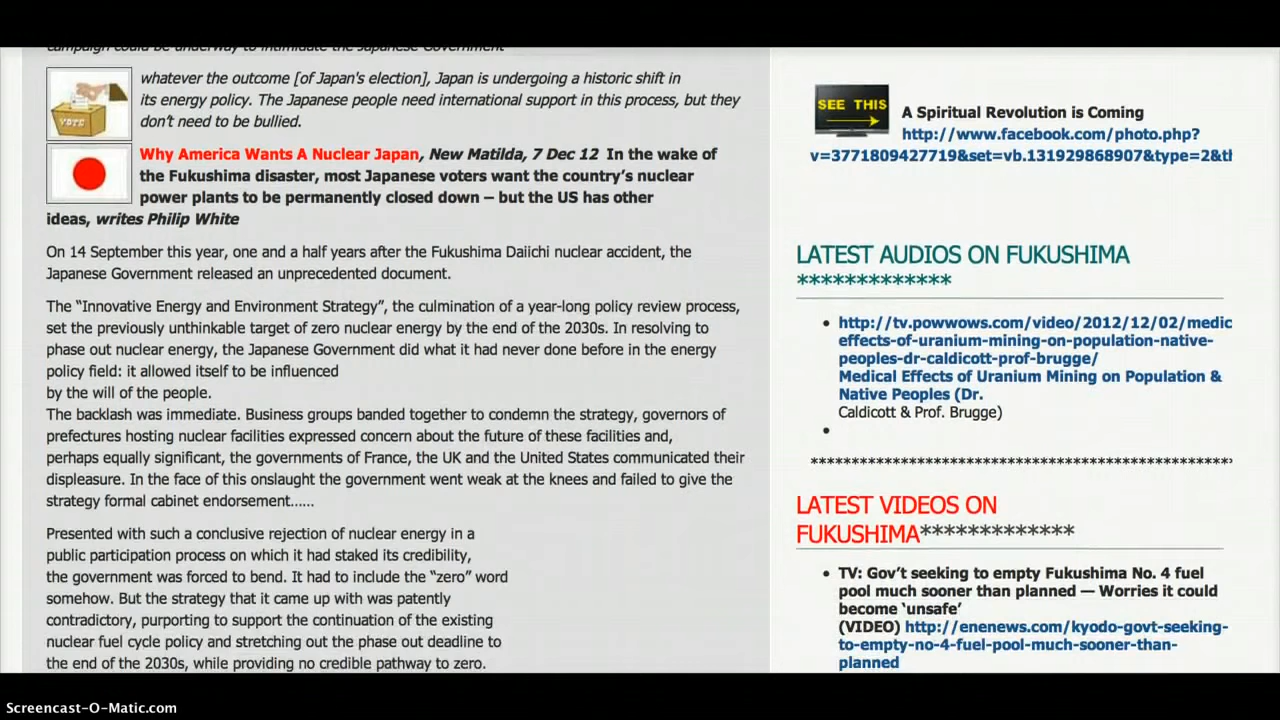 campaign could be underway to intimidate the Japanese Government
whatever the outcome [of Japan's election], Japan is undergoing a historic shift in
its energy policy. The Japanese people need international support in this process, but they
don't need to be bullied.
VOTE
Why America Wants A Nuclear Japan, New Matilda, 7 Dec 12 In the wake of
the Fukushima disaster, most Japanese voters want the country's nuclear
power plants to be permanently closed down – but the US has other
ideas, writes Philip White
On 14 September this year, one and a half years after the Fukushima Daiichi nuclear accident, the
Japanese Government released an unprecedented document.
The “Innovative Energy and Environment Strategy”, the culmination of a year-long policy review process,
set the previously unthinkable target of zero nuclear energy by the end of the 2030s. In resolving to
phase out nuclear energy, the Japanese Government did what it had never done before in the energy
policy field: it allowed itself to be influenced
by the will of the people.
The backlash was immediate. Business groups banded together to condemn the strategy, governors of
prefectures hosting nuclear facilities expressed concern about the future of these facilities and,
perhaps equally significant, the governments of France, the UK and the United States communicated their
displeasure. In the face of this onslaught the government went weak at the knees and failed to give the
strategy formal cabinet endorsement......
Presented with such a conclusive rejection of nuclear energy in a
public participation process on which it had staked its credibility,
the government was forced to bend. It had to include the “zero” word
somehow. But the strategy that it came up with was patently
contradictory, purporting to support the continuation of the existing
nuclear fuel cycle policy and stretching out the phase out deadline to
the end of the 2030s, while providing no credible pathway to zero.
SEE THIS
A Spiritual Revolution is Coming
http://www.facebook.com/photo.php?
v=3771809427719&set=vb.131929868907&type=2&tl
LATEST AUDIOS ON FUKUSHIMA
*************
• http://tv.powwows.com/video/2012/12/02/medic
effects-of-uranium-mining-on-population-native-
peoples-dr-caldicott-prof-brugge/
Medical Effects of Uranium Mining on Population &
Native Peoples (Dr.
Caldicott & Prof. Brugge)
•
****************************************************
LATEST VIDEOS ON
FUKUSHIMA*************
• TV: Gov't seeking to empty Fukushima No. 4 fuel
pool much sooner than planned — Worries it could
become ‘unsafe’
(VIDEO) http://enenews.com/kyodo-govt-seeking-
to-empty-no-4-fuel-pool-much-sooner-than-
planned
Screencast-O-Matic.com